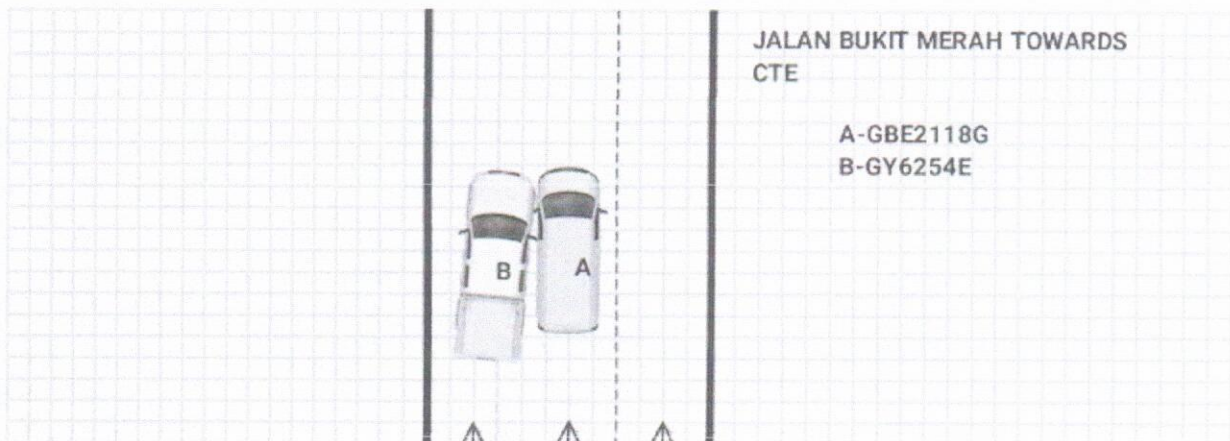 JALAN BUKIT MERAH TOWARDS
CTE
A-GBE2118G
B-GY6254E
B
A